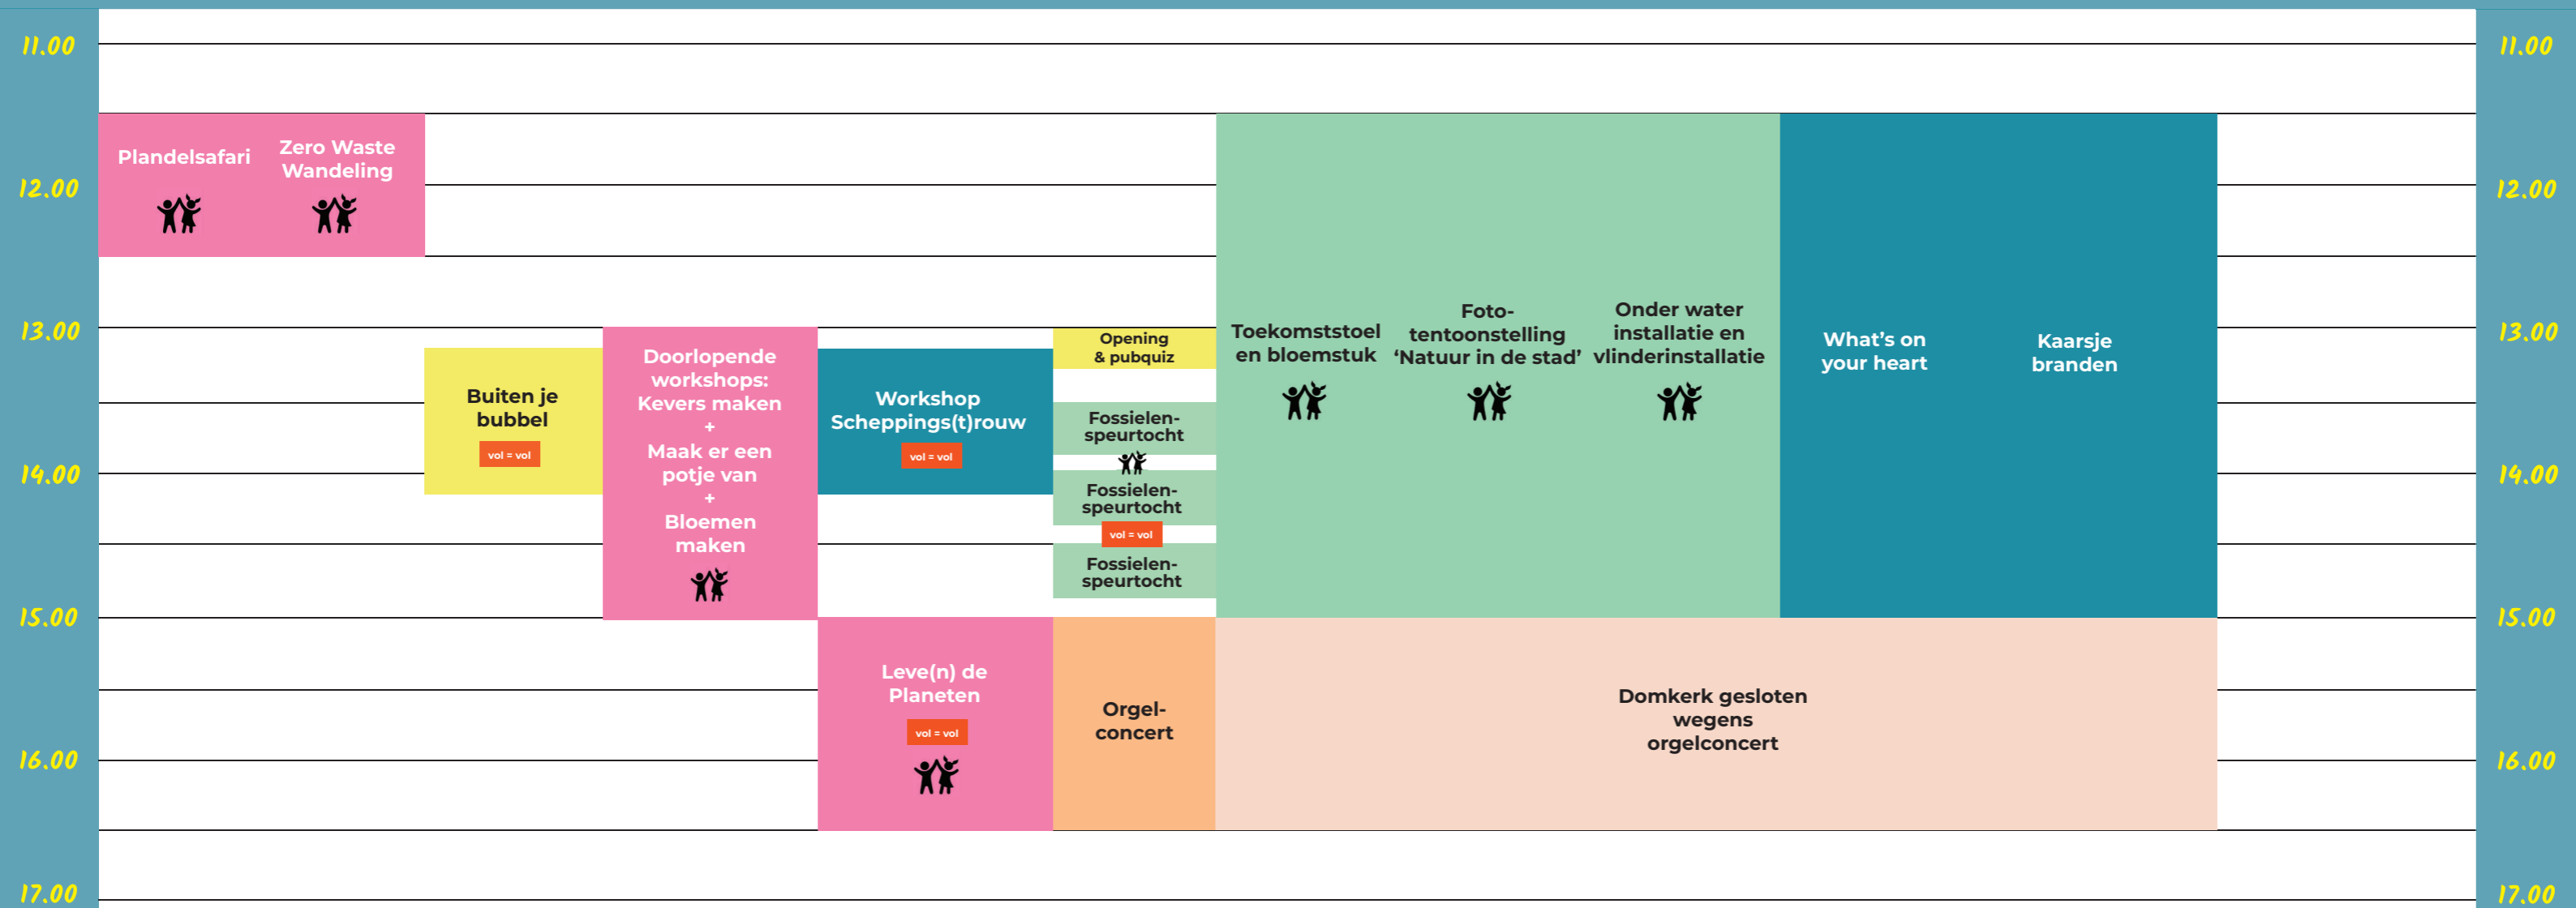 11.00
12.00
13.00
14.00
15.00
16.00
17.00
Plandelsafari
Zero Waste
Wandeling
Buiten je
bubbel
vol = vol
Doorlopende
workshops:
Kevers maken
+
Maak er een
potje van
+
Bloemen
maken
Workshop
Scheppings(t)rouw
vol = vol
Leve(n) de
Planeten
vol = vol
Opening
& pubquiz
Fossielen-
speurtocht
Fossielen-
speurtocht
vol = vol
Fossielen-
speurtocht
Orgel-
concert
Toekomststoel
en bloemstuk
Foto-
tentoonstelling
‘Natuur in de stad’
Onder water
installatie en
vlinderinstallatie
What’s on
your heart
Kaarsje
branden
Domkerk gesloten
wegens
orgelconcert
11.00
12.00
13.00
14.00
15.00
16.00
17.00